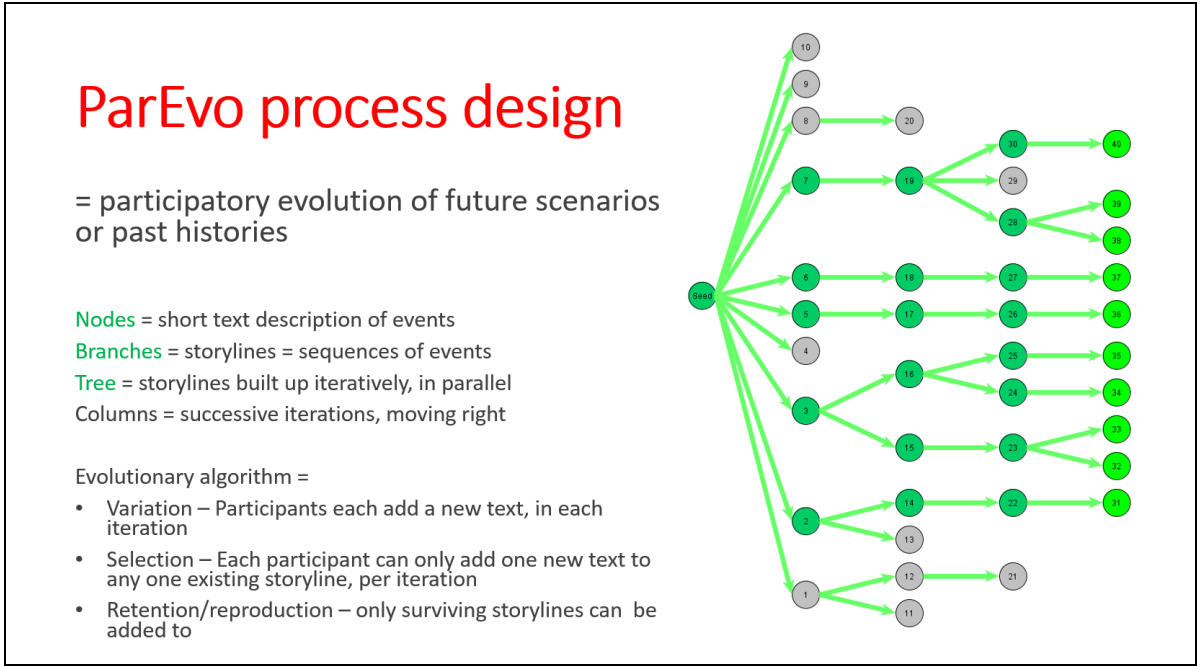 ParEvo process design
= participatory evolution of future scenarios
or past histories
Nodes = short text description of events
Branches = storylines = sequences of events
Tree = storylines built up iteratively, in parallel
Columns = successive iterations, moving right
Evolutionary algorithm =
• Variation – Participants each add a new text, in each
iteration
• Selection – Each participant can only add one new text to
any one existing storyline, per iteration
• Retention/reproduction – only surviving storylines can  be
added to
10
9
8 20
30 40
7 19 29
39
28
38
6 18 27 37
Seed
5 17 26 36
4
25 35
16
24 34
3
33
15 23
32
14 22 31
2
13
12 21
1
11